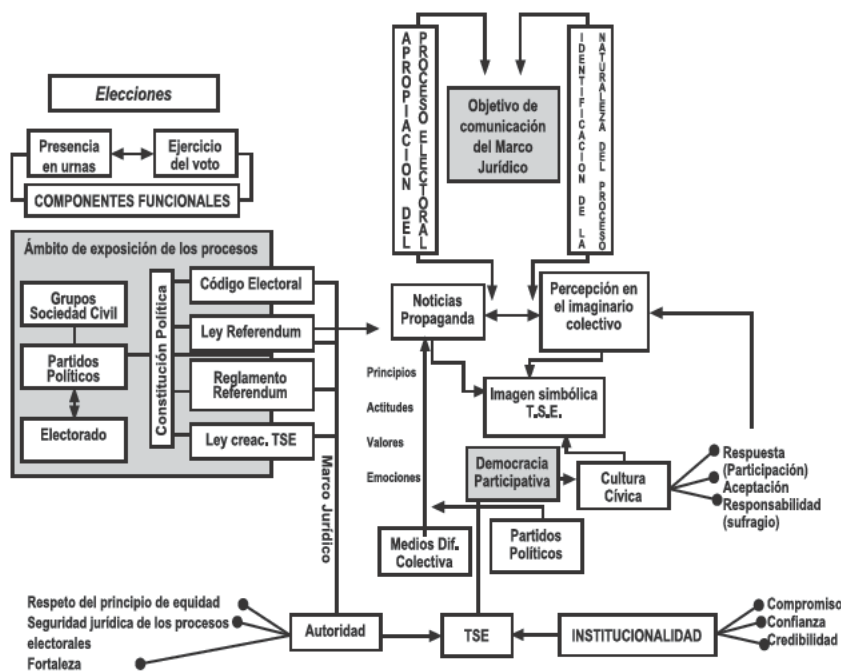 Elecciones
Presencia
en urnas
Ejercicio
del voto
COMPONENTES FUNCIONALES
Ámbito de exposición de los procesos
Grupos
Sociedad Civil
Partidos
Políticos
Electorado
Constitución Política
Código Electoral
Ley Referendum
Reglamento
Referendum
Ley creac. TSE
Marco Jurídico
APROPIACION DEL
PROCESO ELECTORAL
Objetivo de
comunicación
del Marco
Jurídico
IDENTIFICACION DE LA
NATURALEZA DEL PROCESO
Noticias
Propaganda
Percepción en
el imaginario
colectivo
Principios
Actitudes
Valores
Emociones
Imagen simbólica
T.S.E.
Democracia
Participativa
Cultura
Cívica
Respuesta
(Participación)
Aceptación
Responsabilidad
(sufragio)
Medios Dif.
Colectiva
Partidos
Políticos
Respeto del principio de equidad
Seguridad jurídica de los procesos
electorales
Fortaleza
Autoridad
TSE
INSTITUCIONALIDAD
Compromiso
Confianza
Credibilidad